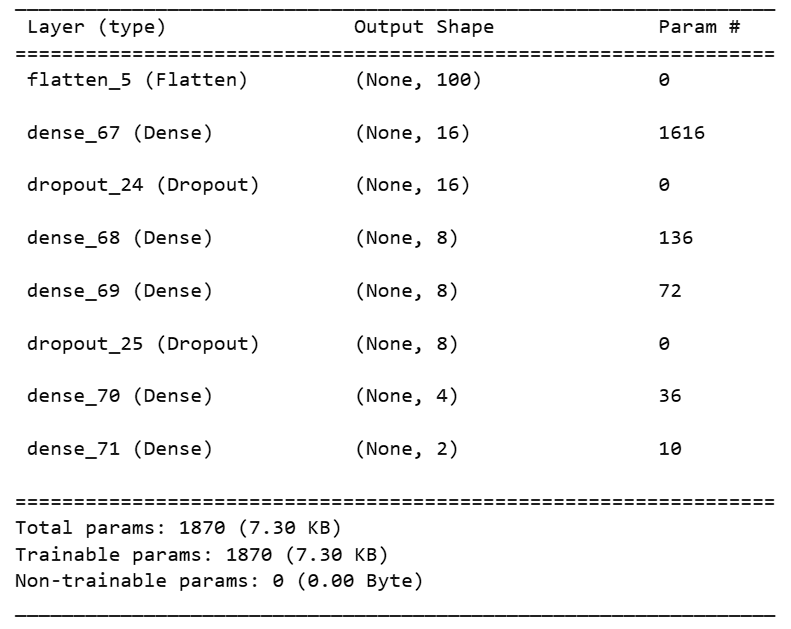 _________________________________________________________________
Layer (type) Output Shape Param #
=================================================================
flatten_5 (Flatten) (None, 100) 0
dense_67 (Dense) (None, 16) 1616
dropout_24 (Dropout) (None, 16) 0
dense_68 (Dense) (None, 8) 136
dense_69 (Dense) (None, 8) 72
dropout_25 (Dropout) (None, 8) 0
dense_70 (Dense) (None, 4) 36
dense_71 (Dense) (None, 2) 10
=================================================================
Total params: 1870 (7.30 KB)
Trainable params: 1870 (7.30 KB)
Non-trainable params: 0 (0.00 Byte)
_________________________________________________________________